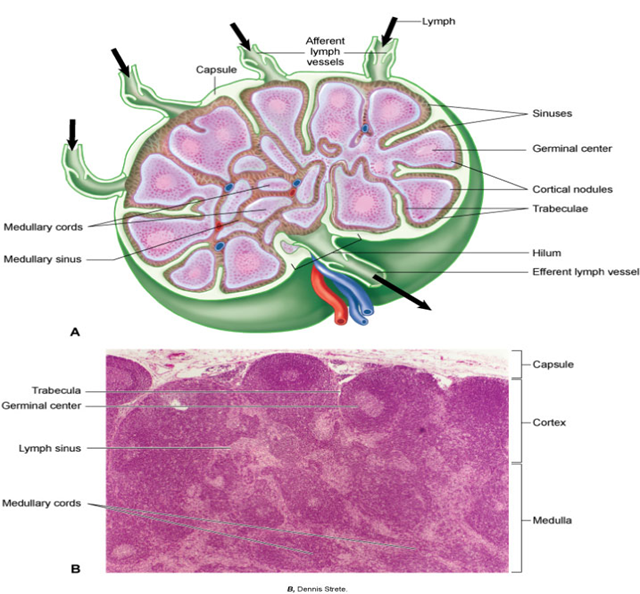 Lymph
Afferent
lymph
vessels
Capsule
Sinuses
Germinal center
Cortical nodules
Trabeculae
Medullary cords
Medullary sinus
Hilum
Efferent lymph vessel
A
Capsule
Trabecula
Germinal center
Cortex
Lymph sinus
Medullary cords
Medulla
B
B, Dennis Strete.